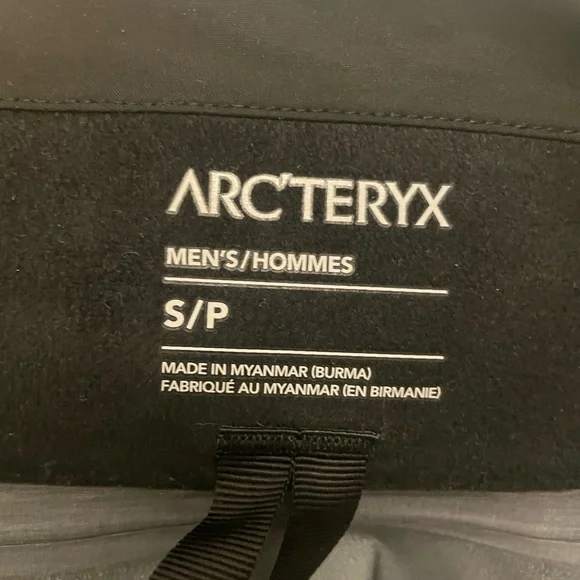 ARC'TERYX
MEN'S/HOMMES
S/P
MADE IN MYANMAR (BURMA)
FABRIQUÉ AU MYANMAR (EN BIRMANIE)